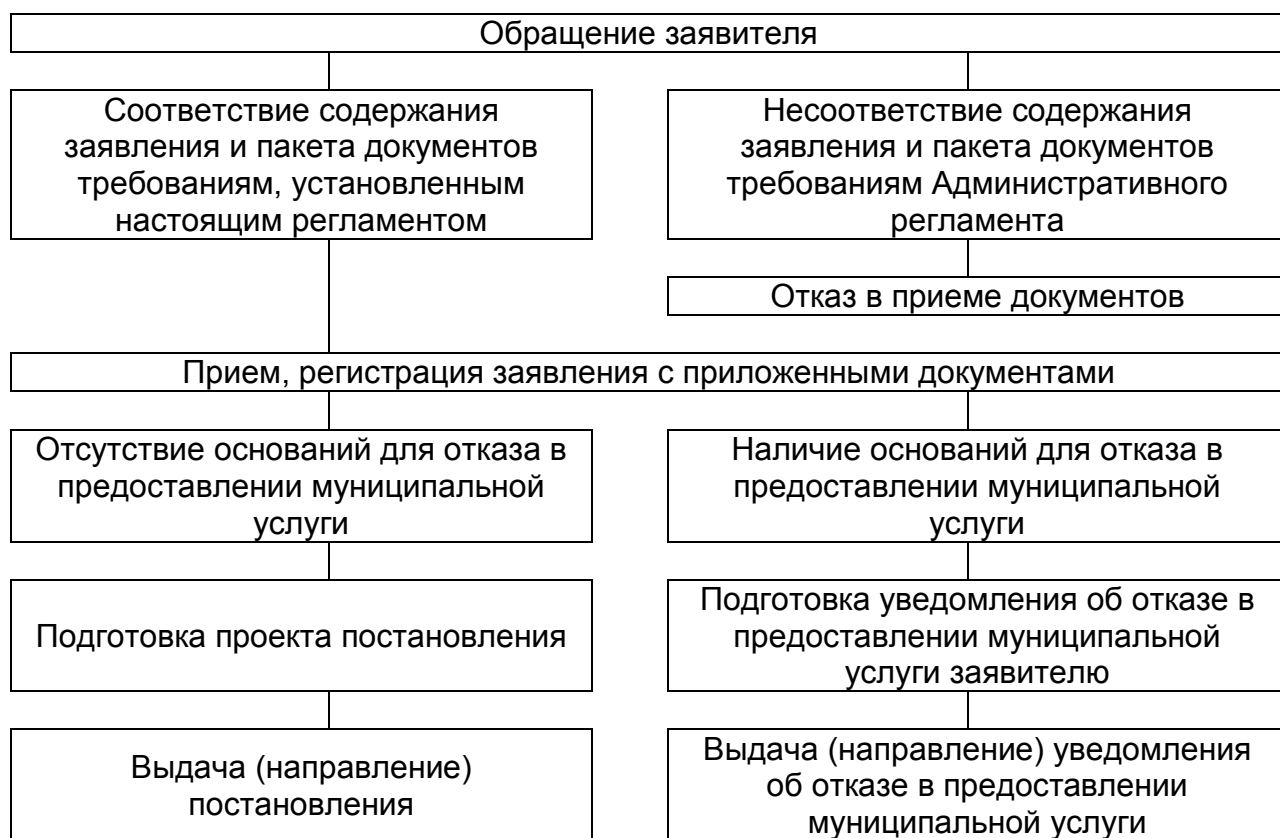 Обращение заявителя
Соответствие содержания
заявления и пакета документов
требованиям, установленным
настоящим регламентом
Несоответствие содержания
заявления и пакета документов
требованиям Административного
регламента
Отказ в приеме документов
Прием, регистрация заявления с приложенными документами
Отсутствие оснований для отказа в
предоставлении муниципальной
услуги
Наличие оснований для отказа в
предоставлении муниципальной
услуги
Подготовка проекта постановления
Подготовка уведомления об отказе в
предоставлении муниципальной
услуги заявителю
Выдача (направление)
постановления
Выдача (направление) уведомления
об отказе в предоставлении
муниципальной услуги